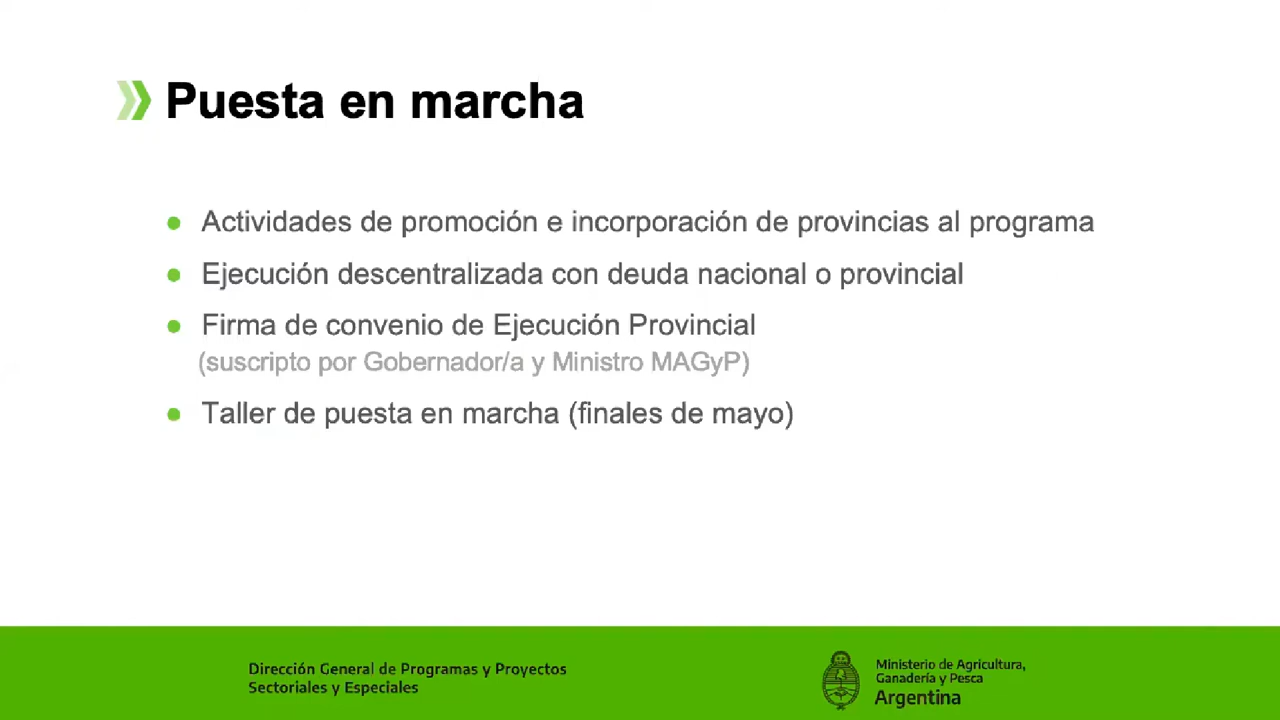 Puesta en marcha
● Actividades de promoción e incorporación de provincias al programa
● Ejecución descentralizada con deuda nacional o provincial
● Firma de convenio de Ejecución Provincial
(suscripto por Gobernador/a y Ministro MAGyP)
● Taller de puesta en marcha (finales de mayo)
Dirección General de Programas y Proyectos
Sectoriales y Especiales
Ministerio de Agricultura,
Ganadería y Pesca
Argentina